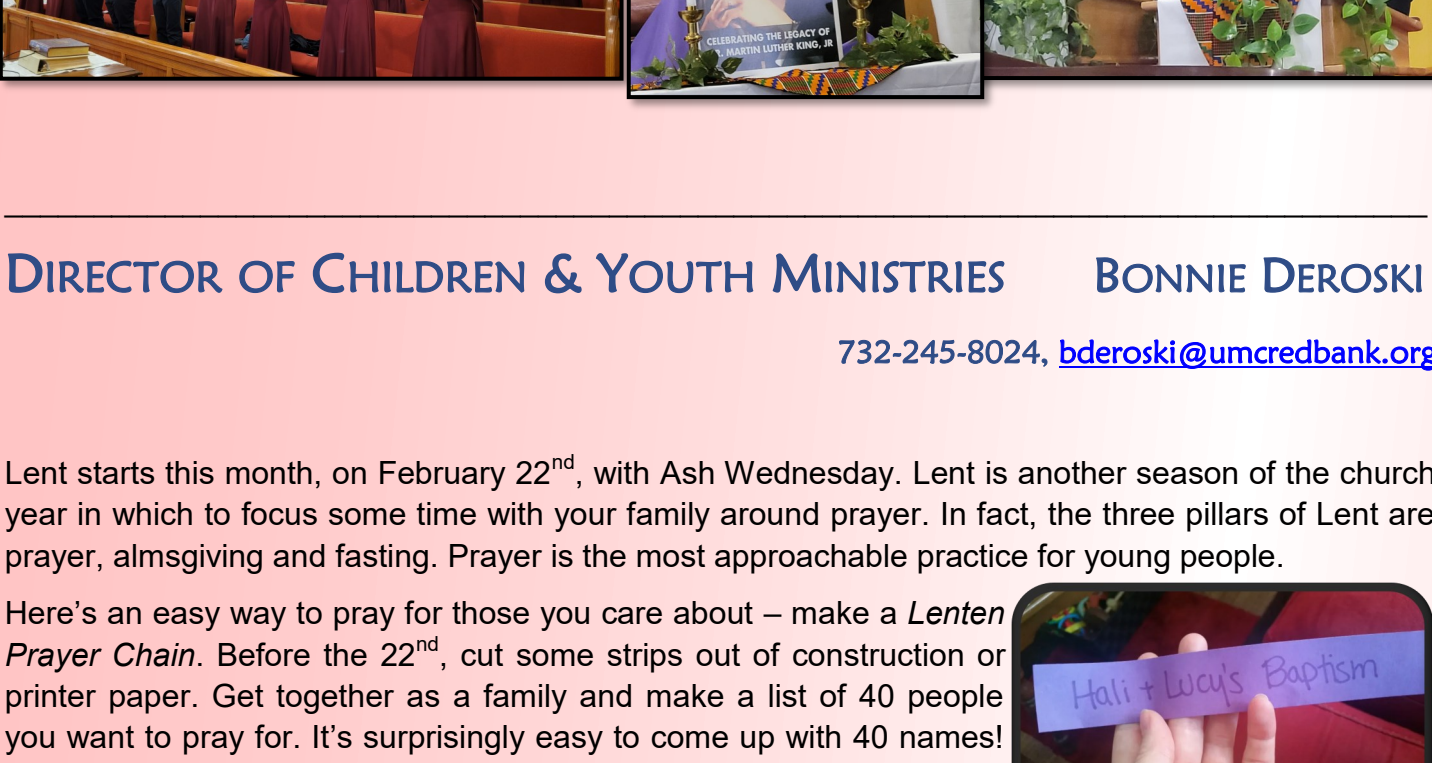 CELEBRATING THE LEGACY OF
DR. MARTIN LUTHER KING, JR
DIRECTOR OF CHILDREN & YOUTH MINISTRIES BONNIE DEROSKI
732-245-8024, bderoski@umcredbank.org
Lent starts this month, on February 22nd, with Ash Wednesday. Lent is another season of the church
year in which to focus some time with your family around prayer. In fact, the three pillars of Lent are
prayer, almsgiving and fasting. Prayer is the most approachable practice for young people.
Here’s an easy way to pray for those you care about – make a Lenten
Prayer Chain. Before the 22nd, cut some strips out of construction or
printer paper. Get together as a family and make a list of 40 people
you want to pray for. It’s surprisingly easy to come up with 40 names!
Hali + Lucy's Baptism